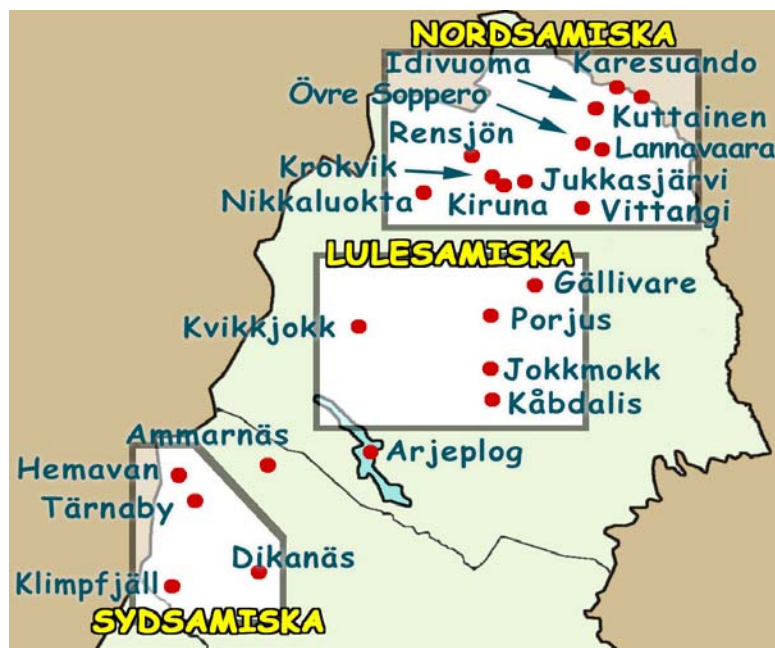 NORDSAMISKA
Idivuoma
Karesuando
Övre Soppero
Kuttainen
Rensjön
Lannavaara
Krokvik
Jukkasjärvi
Nikkaluokta
Kiruna
Vittangi
LULESAMISKA
Gällivare
Kvikkjokk
Porjus
Jokkmokk
Kåbdalis
Ammarnäs
Arjeplog
Hemavan
Tärnaby
Dikanäs
Klimpfjäll
SYDSAMISKA